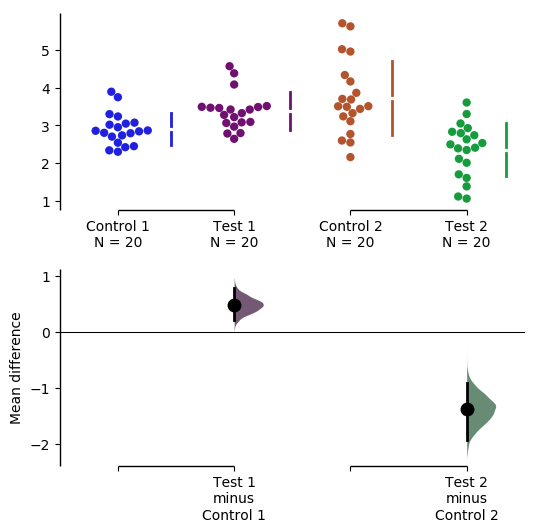 5
4
3
2
1
Control 1
N = 20
Test 1
N = 20
Control 2
N = 20
Test 2
N = 20
Mean difference
1
0
−1
−2
Test 1
minus
Control 1
Test 2
minus
Control 2